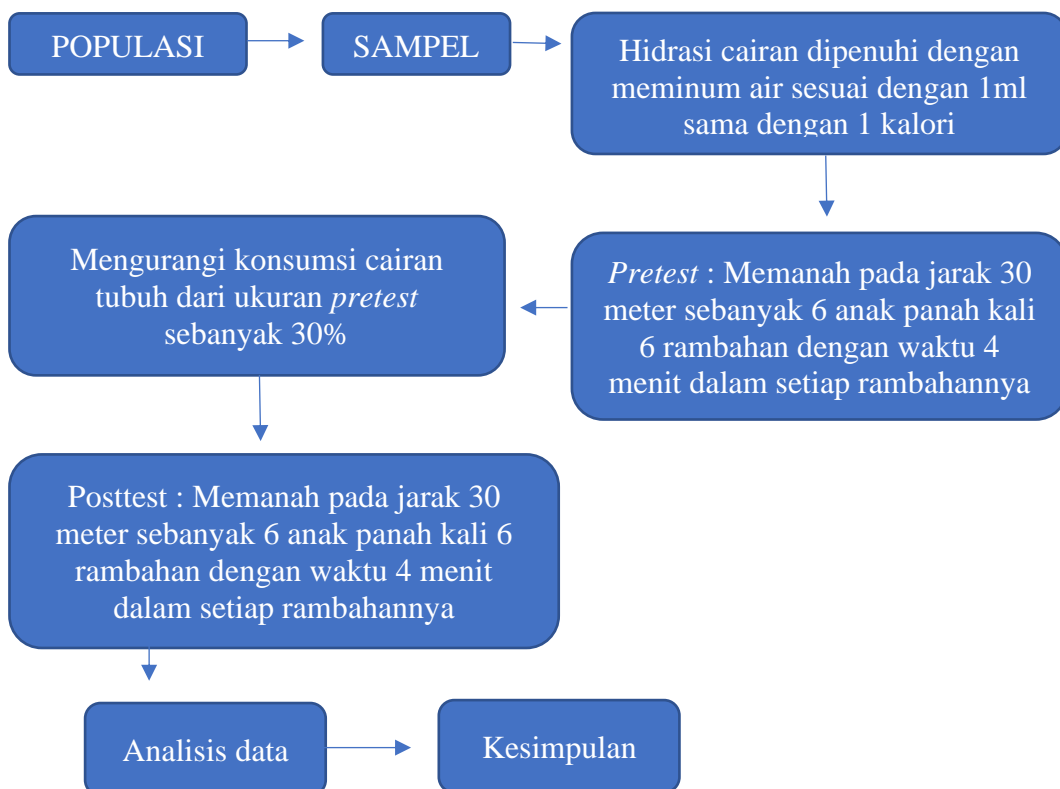 POPULASI
SAMPEL
Hidrasi cairan dipenuhi dengan
meminum air sesuai dengan 1ml
sama dengan 1 kalori
Pretest : Memanah pada jarak 30
meter sebanyak 6 anak panah kali
6 rambahan dengan waktu 4
menit dalam setiap rambahannya
Mengurangi konsumsi cairan
tubuh dari ukuran pretest
sebanyak 30%
Posttest : Memanah pada jarak 30
meter sebanyak 6 anak panah kali 6
rambahan dengan waktu 4 menit
dalam setiap rambahannya
Analisis data
Kesimpulan